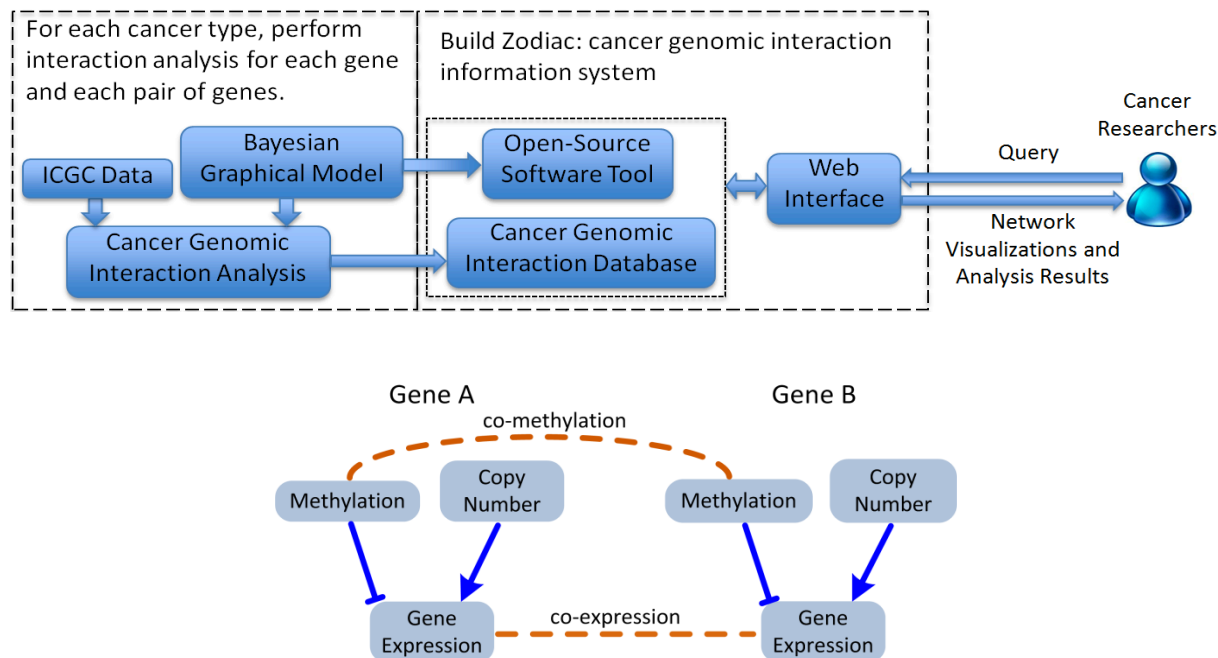 For each cancer type, perform
interaction analysis for each gene
and each pair of genes.
ICGC Data
Bayesian
Graphical Model
Cancer Genomic
Interaction Analysis
Build Zodiac: cancer genomic interaction
information system
Open-Source
Software Tool
Cancer Genomic
Interaction Database
Web
Interface
Cancer
Researchers
Query
Network
Visualizations and
Analysis Results
Gene A
Gene B
co-methylation
Methylation
Copy
Number
Methylation
Copy
Number
Gene
Expression
co-expression
Gene
Expression